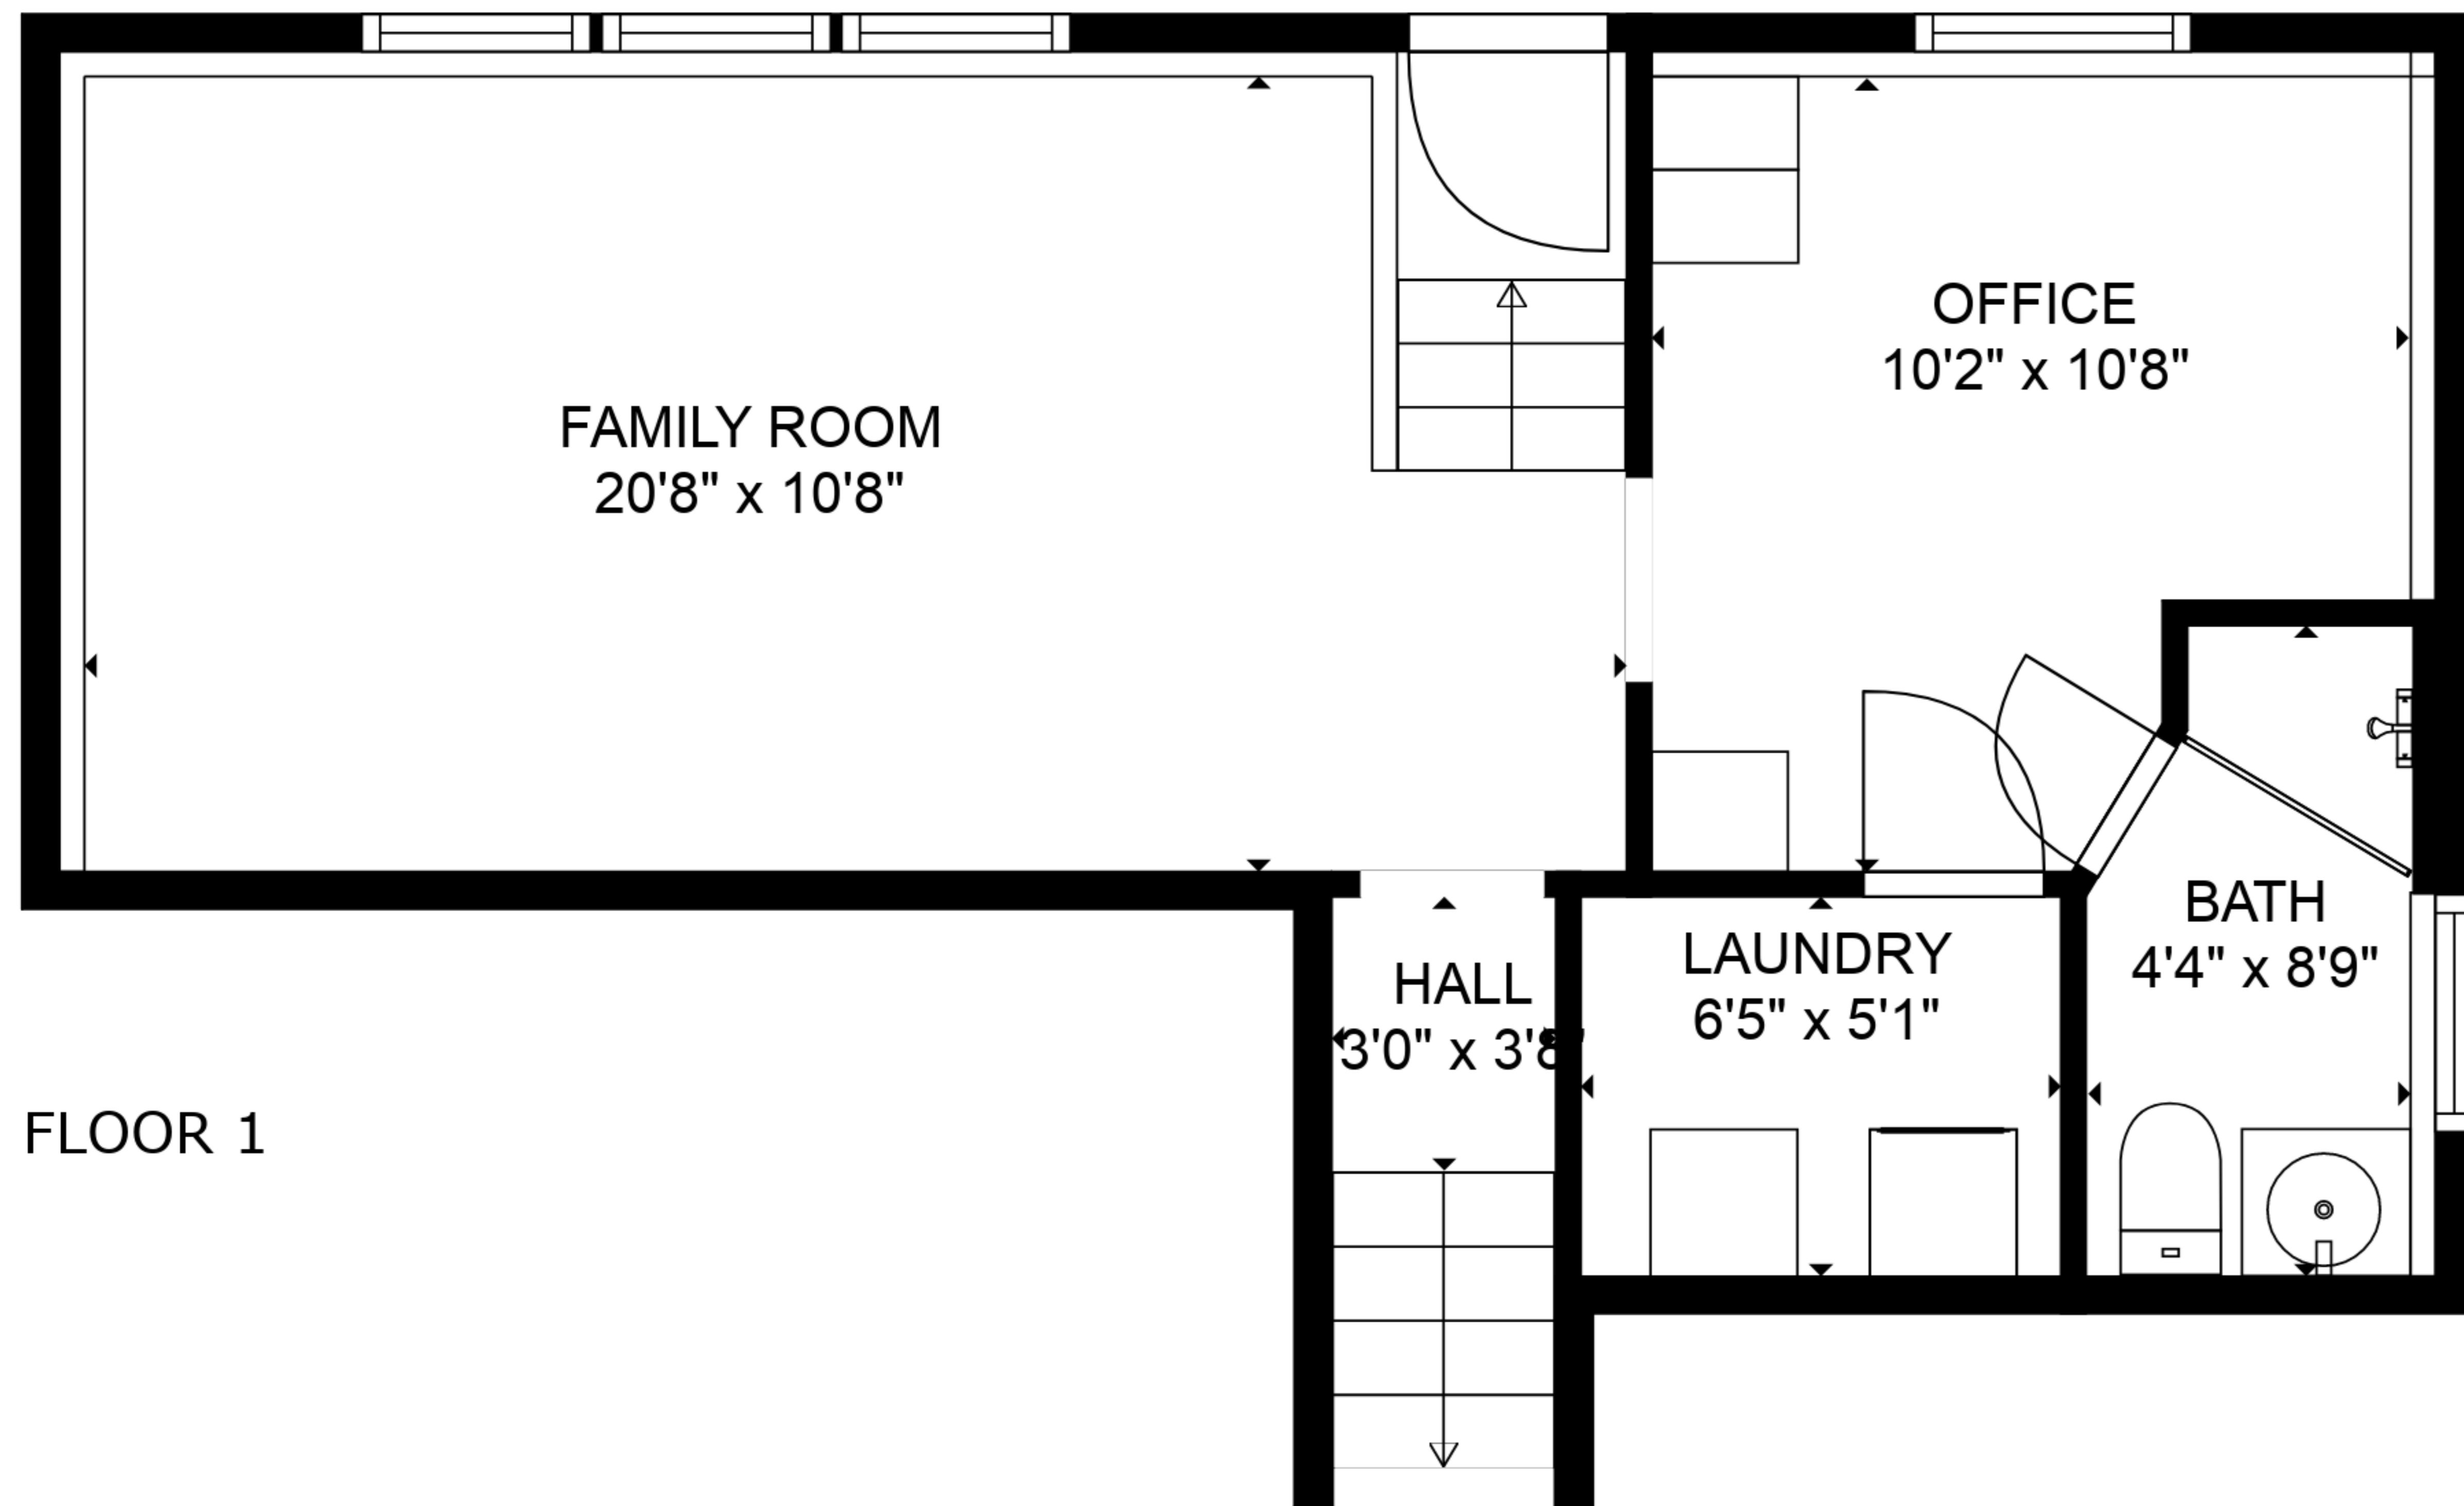 OFFICE
10'2" x 10'8"
FAMILY ROOM
20'8" x 10'8"
BATH
4'4" x 8'9"
LAUNDRY
6'5" x 5'1"
HALL
3'0" x 3'8"
FLOOR 1